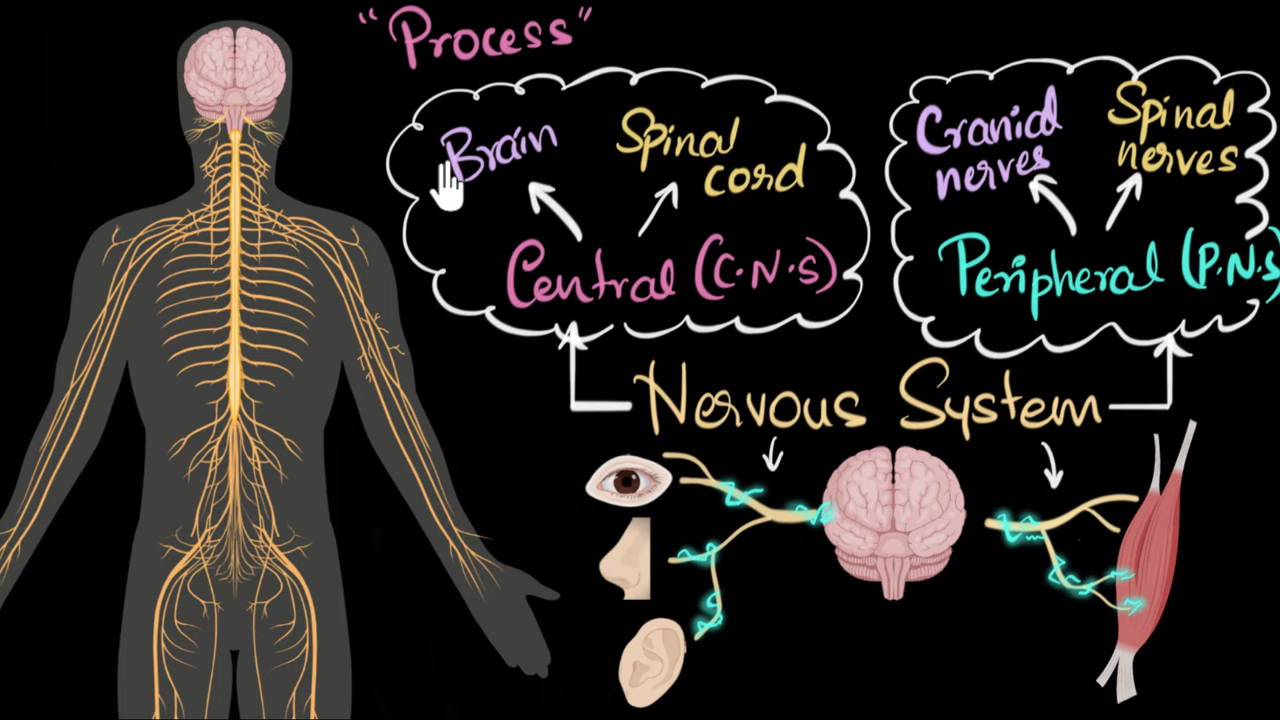 "Process"
Brain
Spinal
cord
Central (C.N.S)
Cranial
nerves
Spinal
nerves
Peripheral (P.N.S)
Nervous System